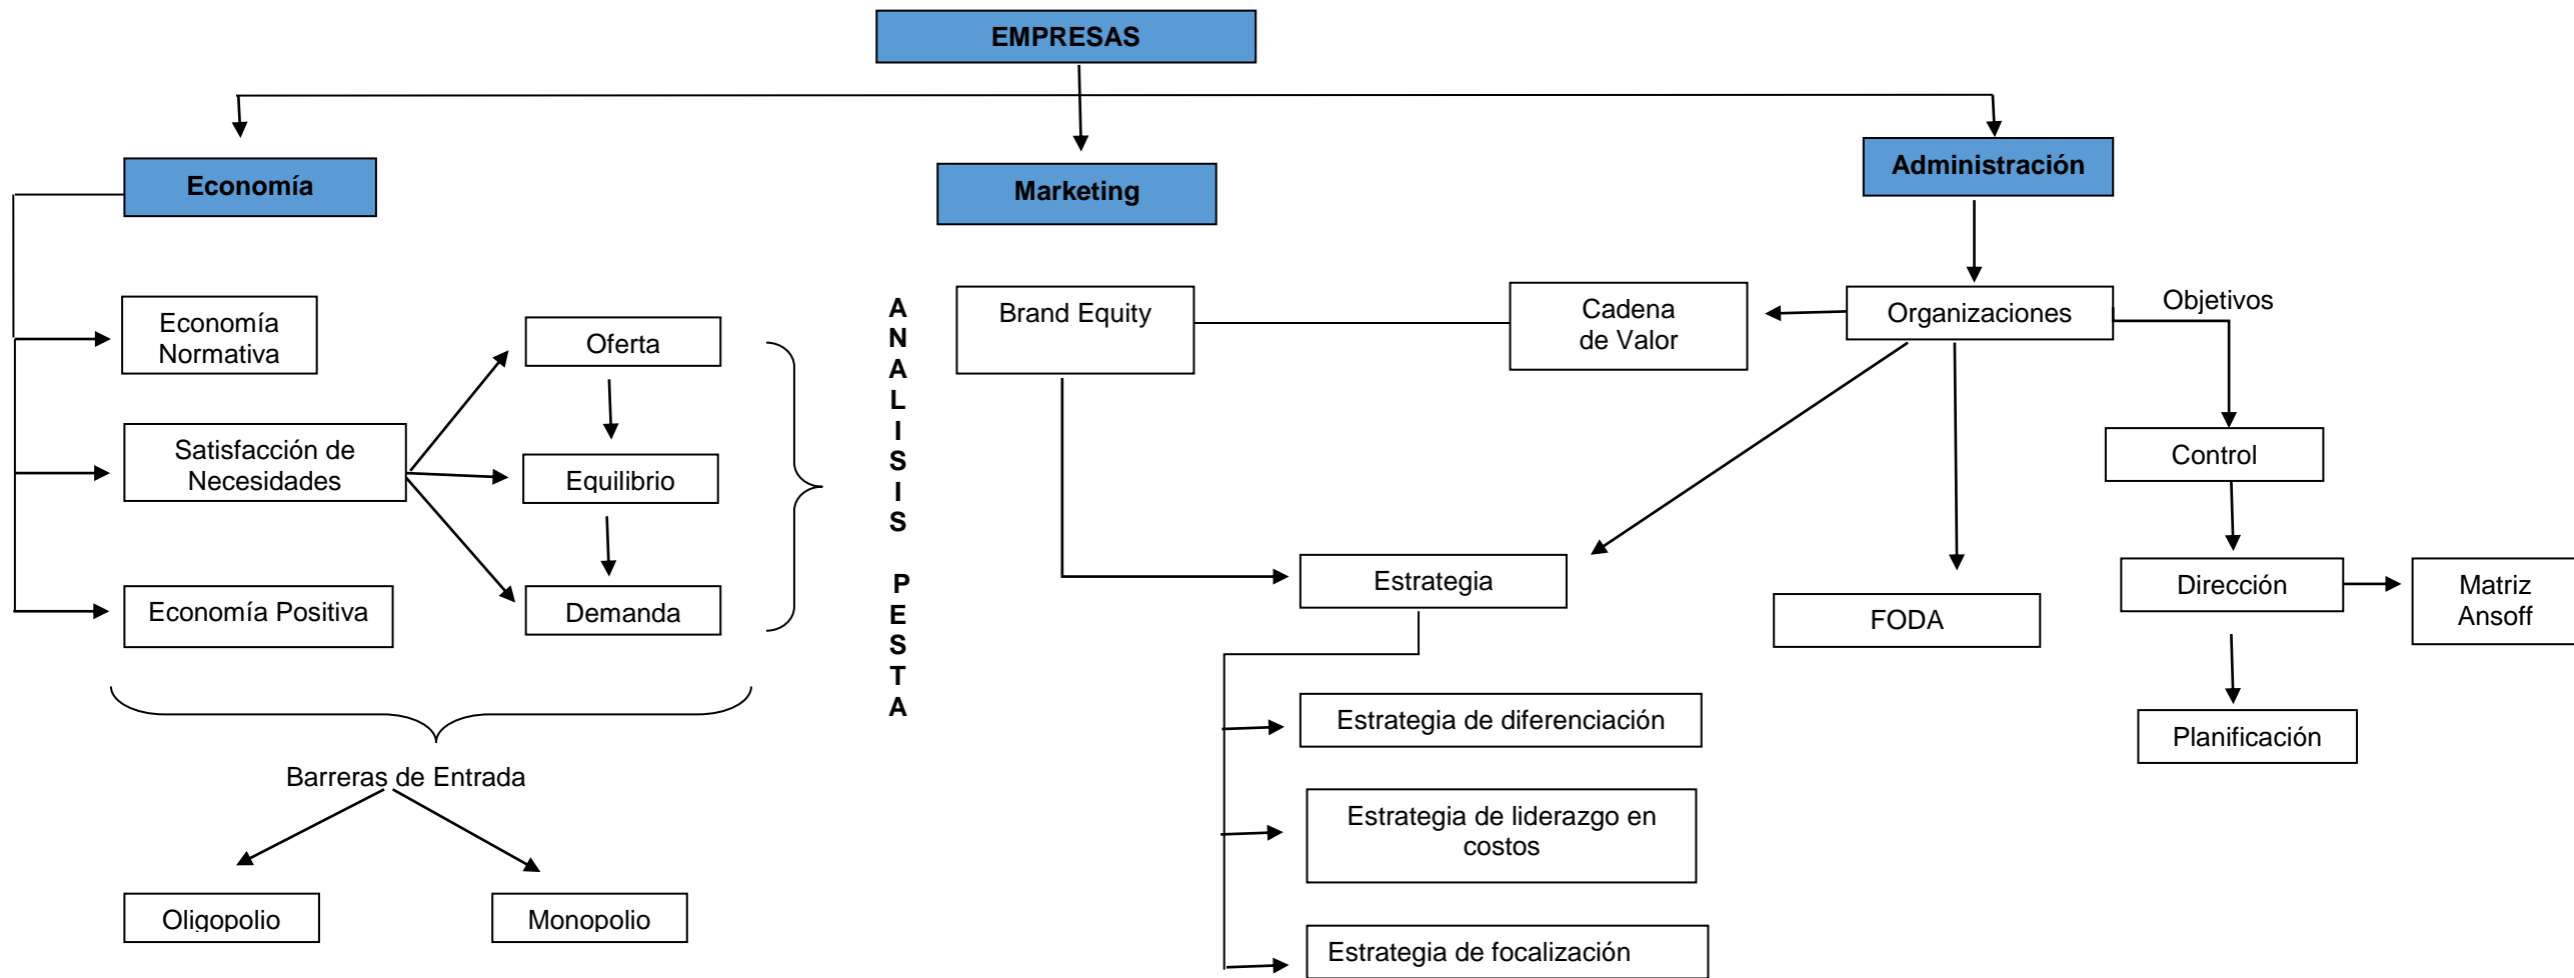 EMPRESAS
Economía
Marketing
Administración
Economía
Normativa
Satisfacción de
Necesidades
Economía Positiva
Oferta
Equilibrio
Demanda
Barreras de Entrada
Oligopolio
Monopolio
ANALISIS PESTA
Brand Equity
Cadena
de Valor
Organizaciones
Objetivos
Control
Dirección
Matriz
Ansoff
Planificación
FODA
Estrategia
Estrategia de diferenciación
Estrategia de liderazgo en
costos
Estrategia de focalización